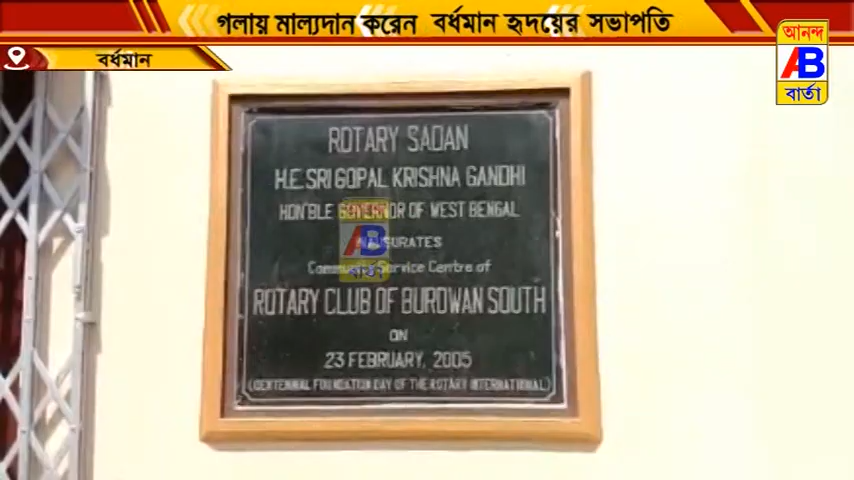 গলায় মাল্যদান করেন বর্ধমান হৃদয়ের সভাপতি
বর্ধমান
আনন্দ
AB
বার্তা
ROTARY SADAN
H.E. SRI GOPAL KRISHNA GANDHI
HON'BLE GOVERNOR OF WEST BENGAL
INAUGURATES
Community Service Centre of
ROTARY CLUB OF BURDWAN SOUTH
ON
23 FEBRUARY, 2005
(CENTENNIAL FOUNDATION DAY OF THE ROTARY INTERNATIONAL)
AB
বার্তা